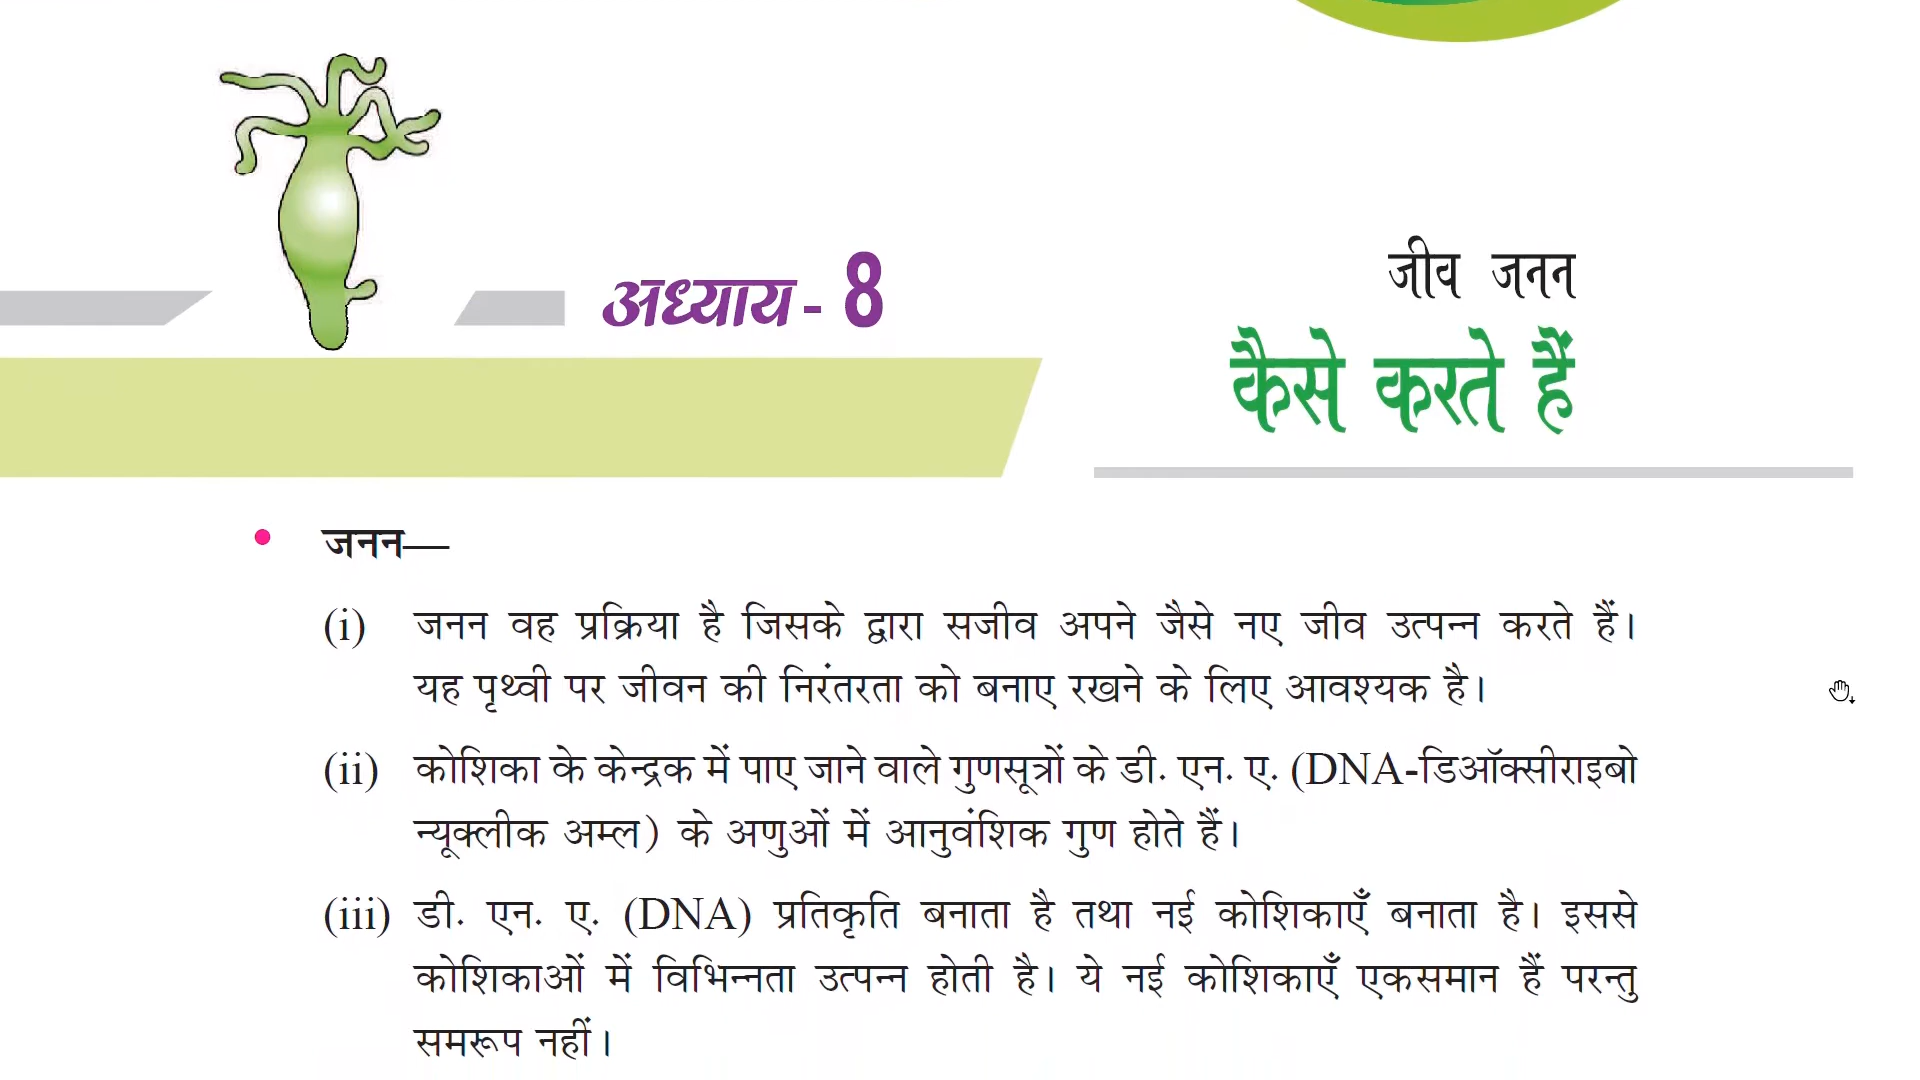 अध्याय - 8
जीव जनन
कैसे करते हैं
• जनन—
(i) जनन वह प्रक्रिया है जिसके द्वारा सजीव अपने जैसे नए जीव उत्पन्न करते हैं।
यह पृथ्वी पर जीवन की निरंतरता को बनाए रखने के लिए आवश्यक है।
(ii) कोशिका के केन्द्रक में पाए जाने वाले गुणसूत्रों के डी. एन. ए. (DNA-डिऑक्सीराइबो
न्यूक्लीक अम्ल) के अणुओं में आनुवंशिक गुण होते हैं।
(iii) डी. एन. ए. (DNA) प्रतिकृति बनाता है तथा नई कोशिकाएँ बनाता है। इससे
कोशिकाओं में विभिन्नता उत्पन्न होती है। ये नई कोशिकाएँ एकसमान हैं परन्तु
समरूप नहीं।